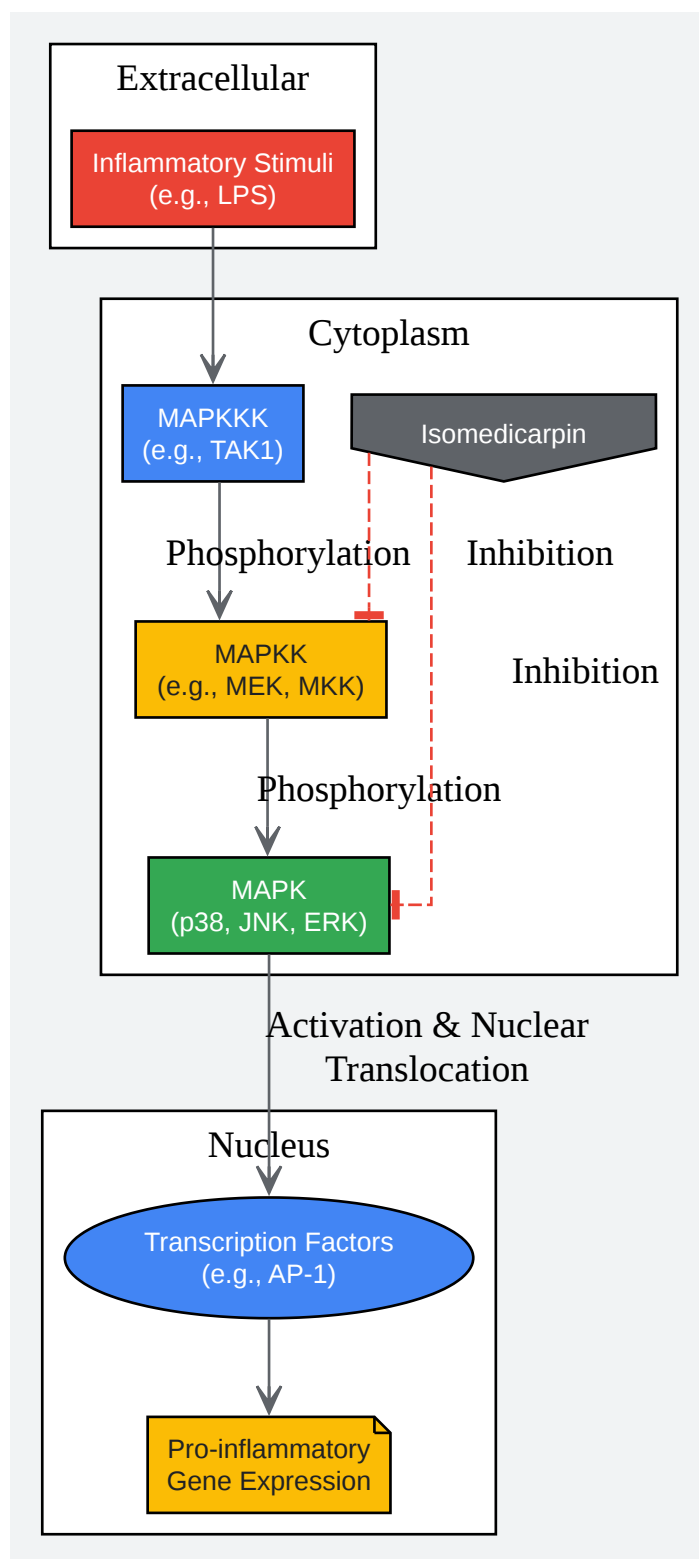 Extracellular
Inflammatory Stimuli
(e.g., LPS)
Cytoplasm
MAPKKK
(e.g., TAK1)
Isomedicarpin
Phosphorylation
Inhibition
MAPKK
(e.g., MEK, MKK)
Inhibition
Phosphorylation
MAPK
(p38, JNK, ERK)
Activation & Nuclear
Translocation
Nucleus
Transcription Factors
(e.g., AP-1)
Pro-inflammatory
Gene Expression